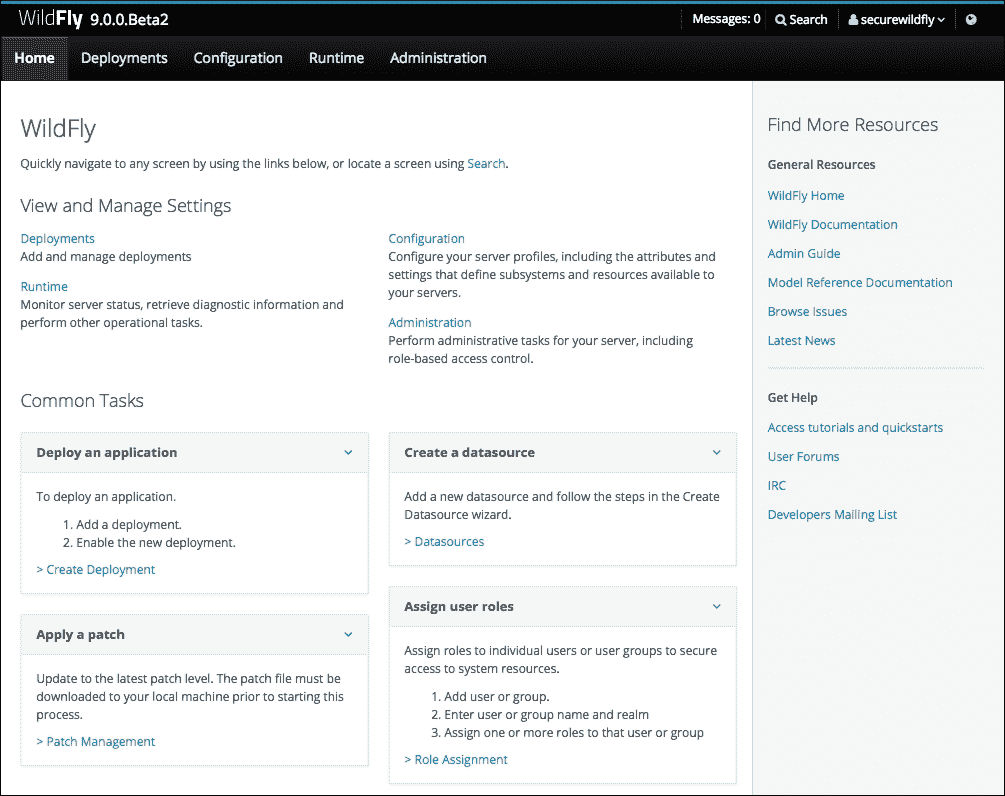 WildFly 9.0.0.Beta2
Messages: 0
Search
securewildfly
Home
Deployments
Configuration
Runtime
Administration
WildFly
Quickly navigate to any screen by using the links below, or locate a screen using Search.
View and Manage Settings
Deployments
Add and manage deployments
Runtime
Monitor server status, retrieve diagnostic information and
perform other operational tasks.
Configuration
Configure your server profiles, including the attributes and
settings that define subsystems and resources available to
your servers.
Administration
Perform administrative tasks for your server, including
role-based access control.
Common Tasks
Deploy an application
To deploy an application.
1. Add a deployment.
2. Enable the new deployment.
> Create Deployment
Apply a patch
Update to the latest patch level. The patch file must be
downloaded to your local machine prior to starting this
process.
> Patch Management
Create a datasource
Add a new datasource and follow the steps in the Create
Datasource wizard.
> Datasources
Assign user roles
Assign roles to individual users or user groups to secure
access to system resources.
1. Add user or group.
2. Enter user or group name and realm
3. Assign one or more roles to that user or group
> Role Assignment
Find More Resources
General Resources
WildFly Home
WildFly Documentation
Admin Guide
Model Reference Documentation
Browse Issues
Latest News
Get Help
Access tutorials and quickstarts
User Forums
IRC
Developers Mailing List